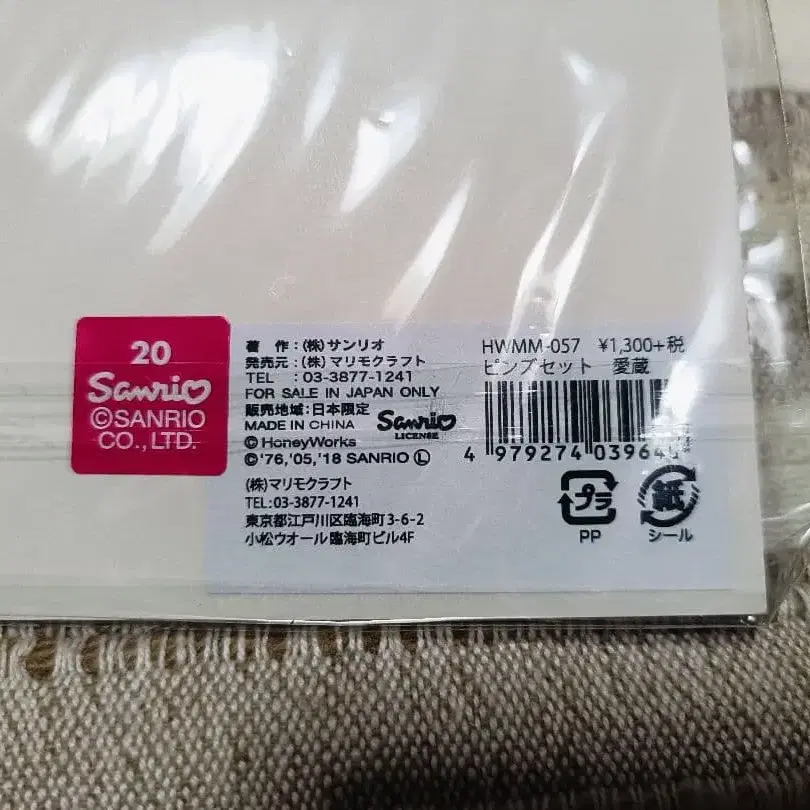 20
Sanrio
©SANRIO
CO.,LTD.
著 作：(株)サンリオ
発売元：(株)マリモクラフト
TEL ：03-3877-1241
FOR SALE IN JAPAN ONLY
販売地域：日本限定
MADE IN CHINA
Sanrio
LICENSE
©HoneyWorks
©'76,'05,'18 SANRIO Ⓛ
(株)マリモクラフト
TEL:03-3877-1241
東京都江戸川区臨海町3-6-2
小松ウオール臨海町ビル4F
HWMM-057 ¥1,300+税
ピンズセット 愛蔵
4 979274
プラ
PP
紙
シール